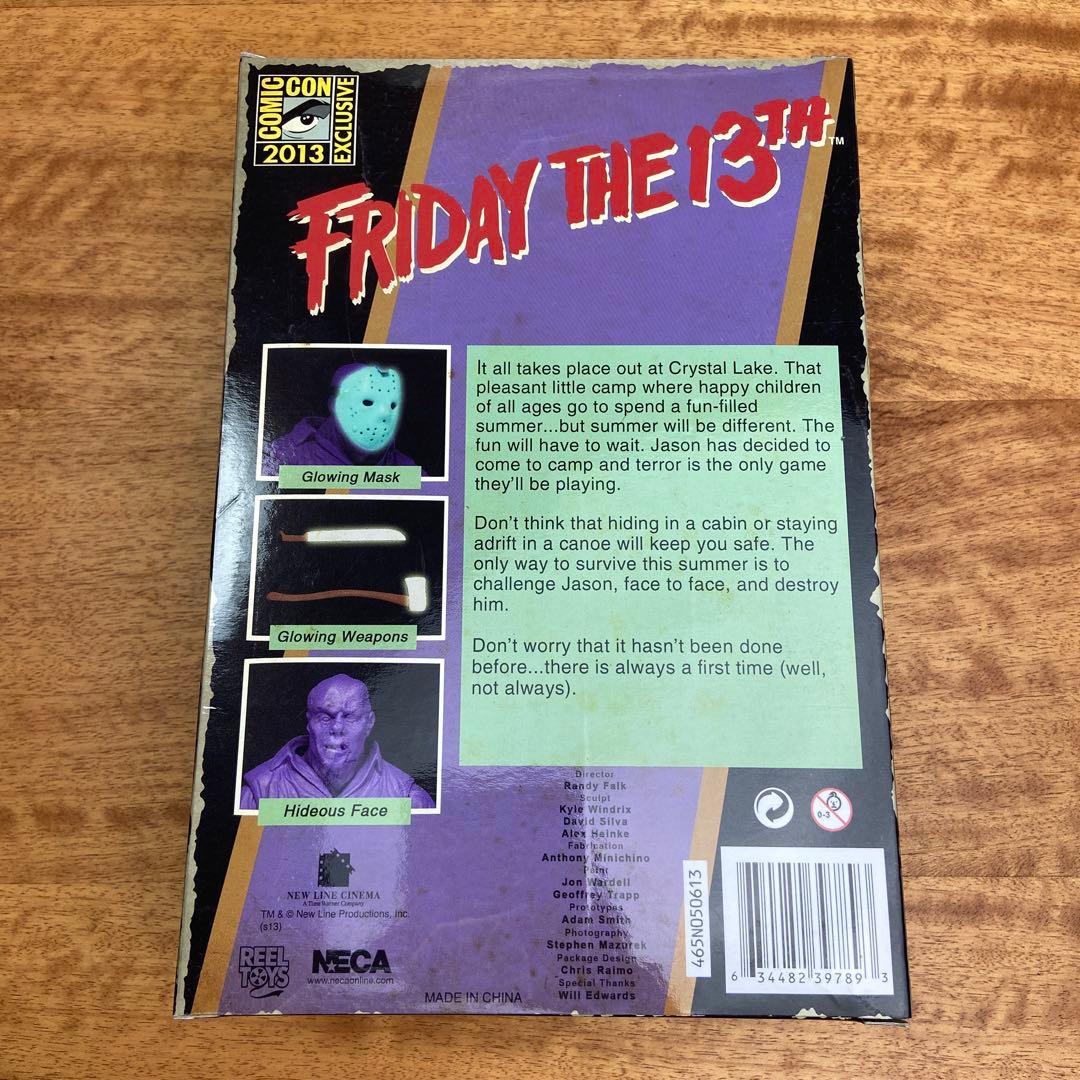 COMIC CON
EXCLUSIVE
2013
FRIDAY THE 13TH™
It all takes place out at Crystal Lake. That
pleasant little camp where happy children
of all ages go to spend a fun-filled
summer...but summer will be different. The
fun will have to wait. Jason has decided to
come to camp and terror is the only game
they'll be playing.
Don't think that hiding in a cabin or staying
adrift in a canoe will keep you safe. The
only way to survive this summer is to
challenge Jason, face to face, and destroy
him.
Don't worry that it hasn't been done
before...there is always a first time (well,
not always).
Glowing Mask
Glowing Weapons
Hideous Face
Director
Randy Falk
Sculpt
Kyle Windrix
David Silva
Alex Heinke
Fabrication
Anthony Minichino
Paint
Jon Wardell
Geoffrey Trapp
Prototypes
Adam Smith
Photography
Stephen Mazurek
Package Design
Chris Raimo
Special Thanks
Will Edwards
NEW LINE CINEMA
A Time Warner Company
TM & © New Line Productions, Inc.
(s13)
REEL
TOYS
NECA
www.necaonline.com
MADE IN CHINA
0-3
465N050613
6 34482 39789 3